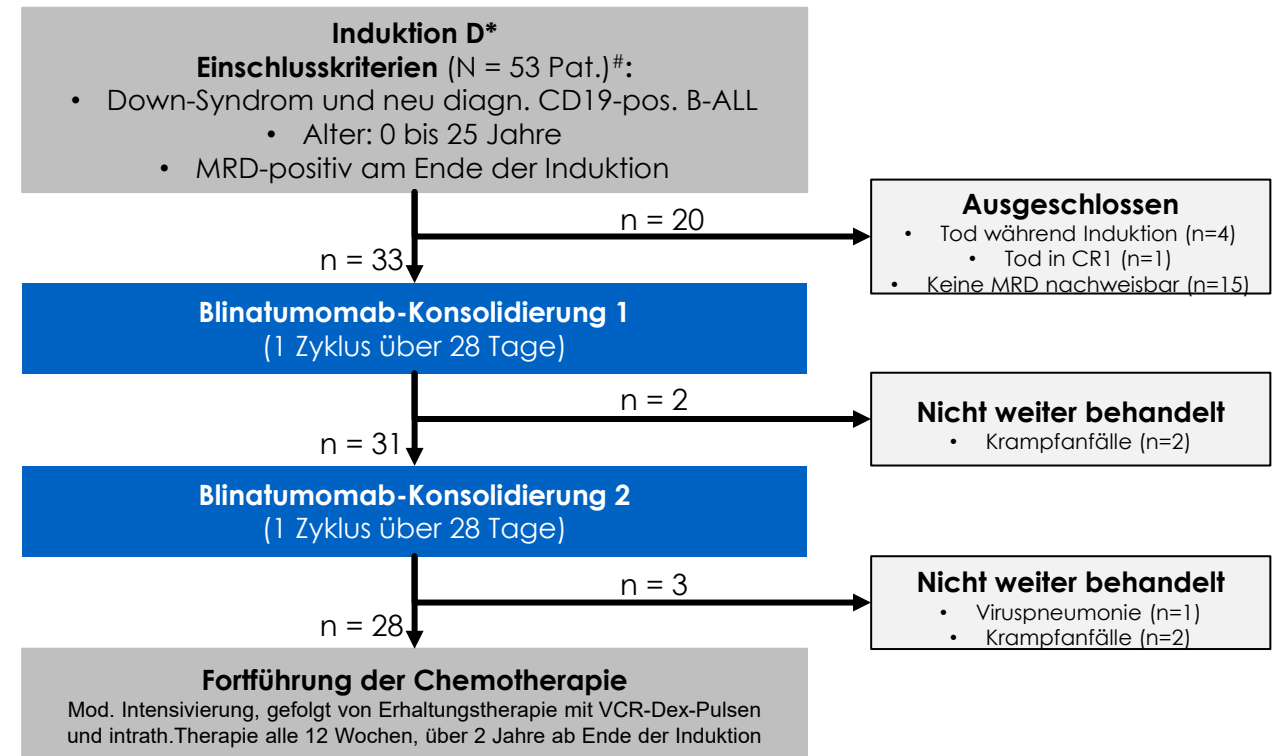 Induktion D*
Einschlusskriterien (N = 53 Pat.)#:
• Down-Syndrom und neu diagn. CD19-pos. B-ALL
• Alter: 0 bis 25 Jahre
• MRD-positiv am Ende der Induktion
n = 20
Ausgeschlossen
• Tod während Induktion (n=4)
• Tod in CR1 (n=1)
• Keine MRD nachweisbar (n=15)
n = 33
Blinatumomab-Konsolidierung 1
(1 Zyklus über 28 Tage)
n = 2
Nicht weiter behandelt
• Krampfanfälle (n=2)
n = 31
Blinatumomab-Konsolidierung 2
(1 Zyklus über 28 Tage)
n = 3
Nicht weiter behandelt
• Viruspneumonie (n=1)
• Krampfanfälle (n=2)
n = 28
Fortführung der Chemotherapie
Mod. Intensivierung, gefolgt von Erhaltungstherapie mit VCR-Dex-Pulsen
und intrath.Therapie alle 12 Wochen, über 2 Jahre ab Ende der Induktion